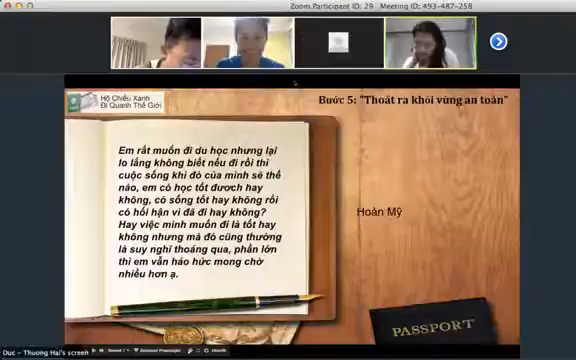 Zoom Participant ID: 29 Meeting ID: 493-487-258
Hộ Chiếu Xanh
Đi Quanh Thế Giới
Bước 5: "Thoát ra khỏi vùng an toàn"
Em rất muốn đi du học nhưng lại
lo lắng không biết nếu đi rồi thì
cuộc sống khi đó của mình sẽ thế
nào, em có học tốt đươch hay
không, có sống tốt hay không rồi
có hối hận vì đã đi hay không?
Hay việc mình muốn đi là tốt hay
không nhưng mà đó cũng thường
là suy nghĩ thoáng qua, phần lớn
thì em vẫn háo hức mong chờ
nhiều hơn ạ.
Hoàn Mỹ
PASSPORT
Duc – Thuong Hai's screen